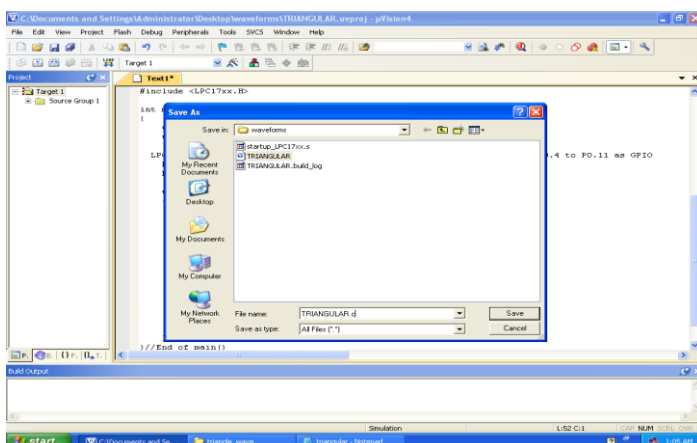 C:\Documents and Settings\Administrator\Desktop\waveforms\TRIANGULAR.uvproj - µVision4
File Edit View Project Flash Debug Peripherals Tools SVCS Window Help
Target 1
Project
Text1*
Target 1
Source Group 1
#include <LPC17xx.H>
int
{
Save As
Save in: waveforms
My Recent Documents
Desktop
My Documents
My Computer
My Network Places
startup_LPC17xx.s
TRIANGULAR
TRIANGULAR.build_log
File name: TRIANGULAR.c
Save
Save as type: All Files (*.*)
Cancel
.4 to P0.11 as GPIO
}//End of main()
Build Output
Simulation
L:52 C:1
CAP NUM SCRL OVR
start
C:\Documents and Se...
triangle_wave
triangular - Notepad
1:05 AM